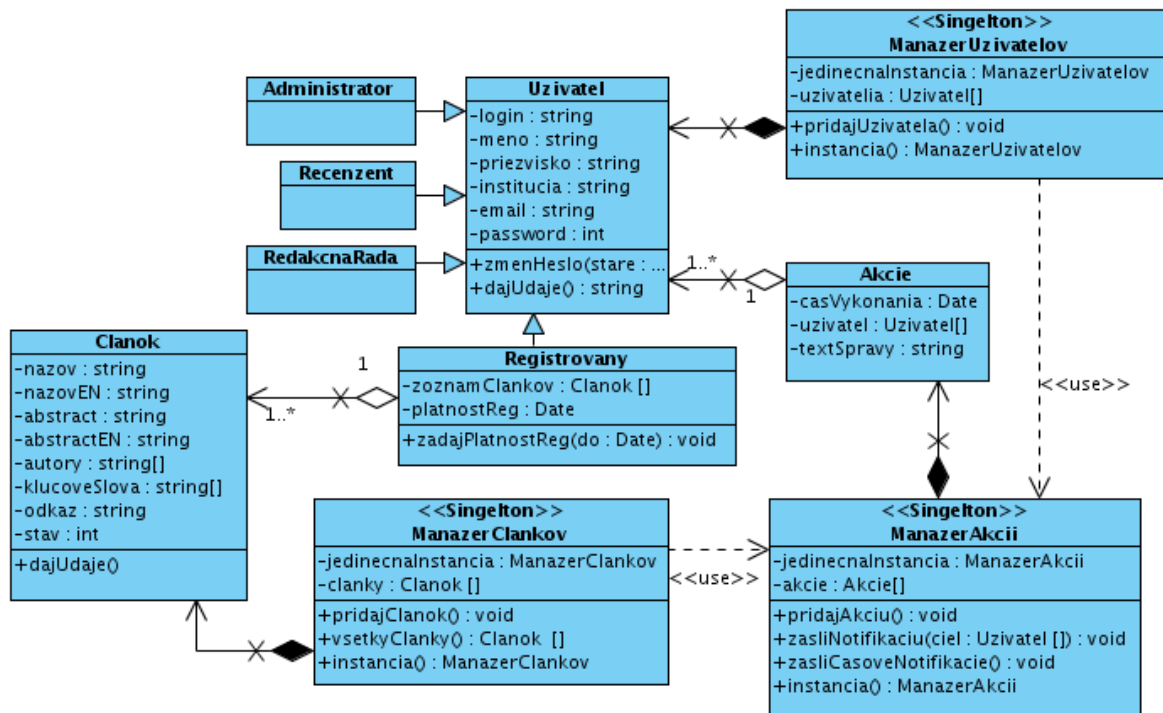 <<Singelton>>
ManazerUzivatelov
-jedinecnaInstancia : ManazerUzivatelov
-uzivatelia : Uzivatel[]
+pridajUzivatela() : void
+instancia() : ManazerUzivatelov
Administrator
Uzivatel
-login : string
-meno : string
-priezvisko : string
-institucia : string
-email : string
-password : int
+zmenHeslo(stare : ...
+dajUdaje() : string
Recenzent
RedakcnaRada
1..*
1
Akcie
-casVykonania : Date
-uzivatel : Uzivatel[]
-textSpravy : string
<<use>>
Clanok
-nazov : string
-nazovEN : string
-abstract : string
-abstractEN : string
-autory : string[]
-klucoveSlova : string[]
-odkaz : string
-stav : int
+dajUdaje()
1
1..*
Registrovany
-zoznamClankov : Clanok []
-platnostReg : Date
+zadajPlatnostReg(do : Date) : void
<<Singelton>>
ManazerClankov
-jedinecnaInstancia : ManazerClankov
-clanky : Clanok []
+pridajClanok() : void
+vsetkyClanky() : Clanok []
+instancia() : ManazerClankov
<<use>>
<<Singelton>>
ManazerAkcii
-jedinecnaInstancia : ManazerAkcii
-akcie : Akcie[]
+pridajAkciu() : void
+zasliNotifikaciu(ciel : Uzivatel []) : void
+zasliCasoveNotifikacie() : void
+instancia() : ManazerAkcii